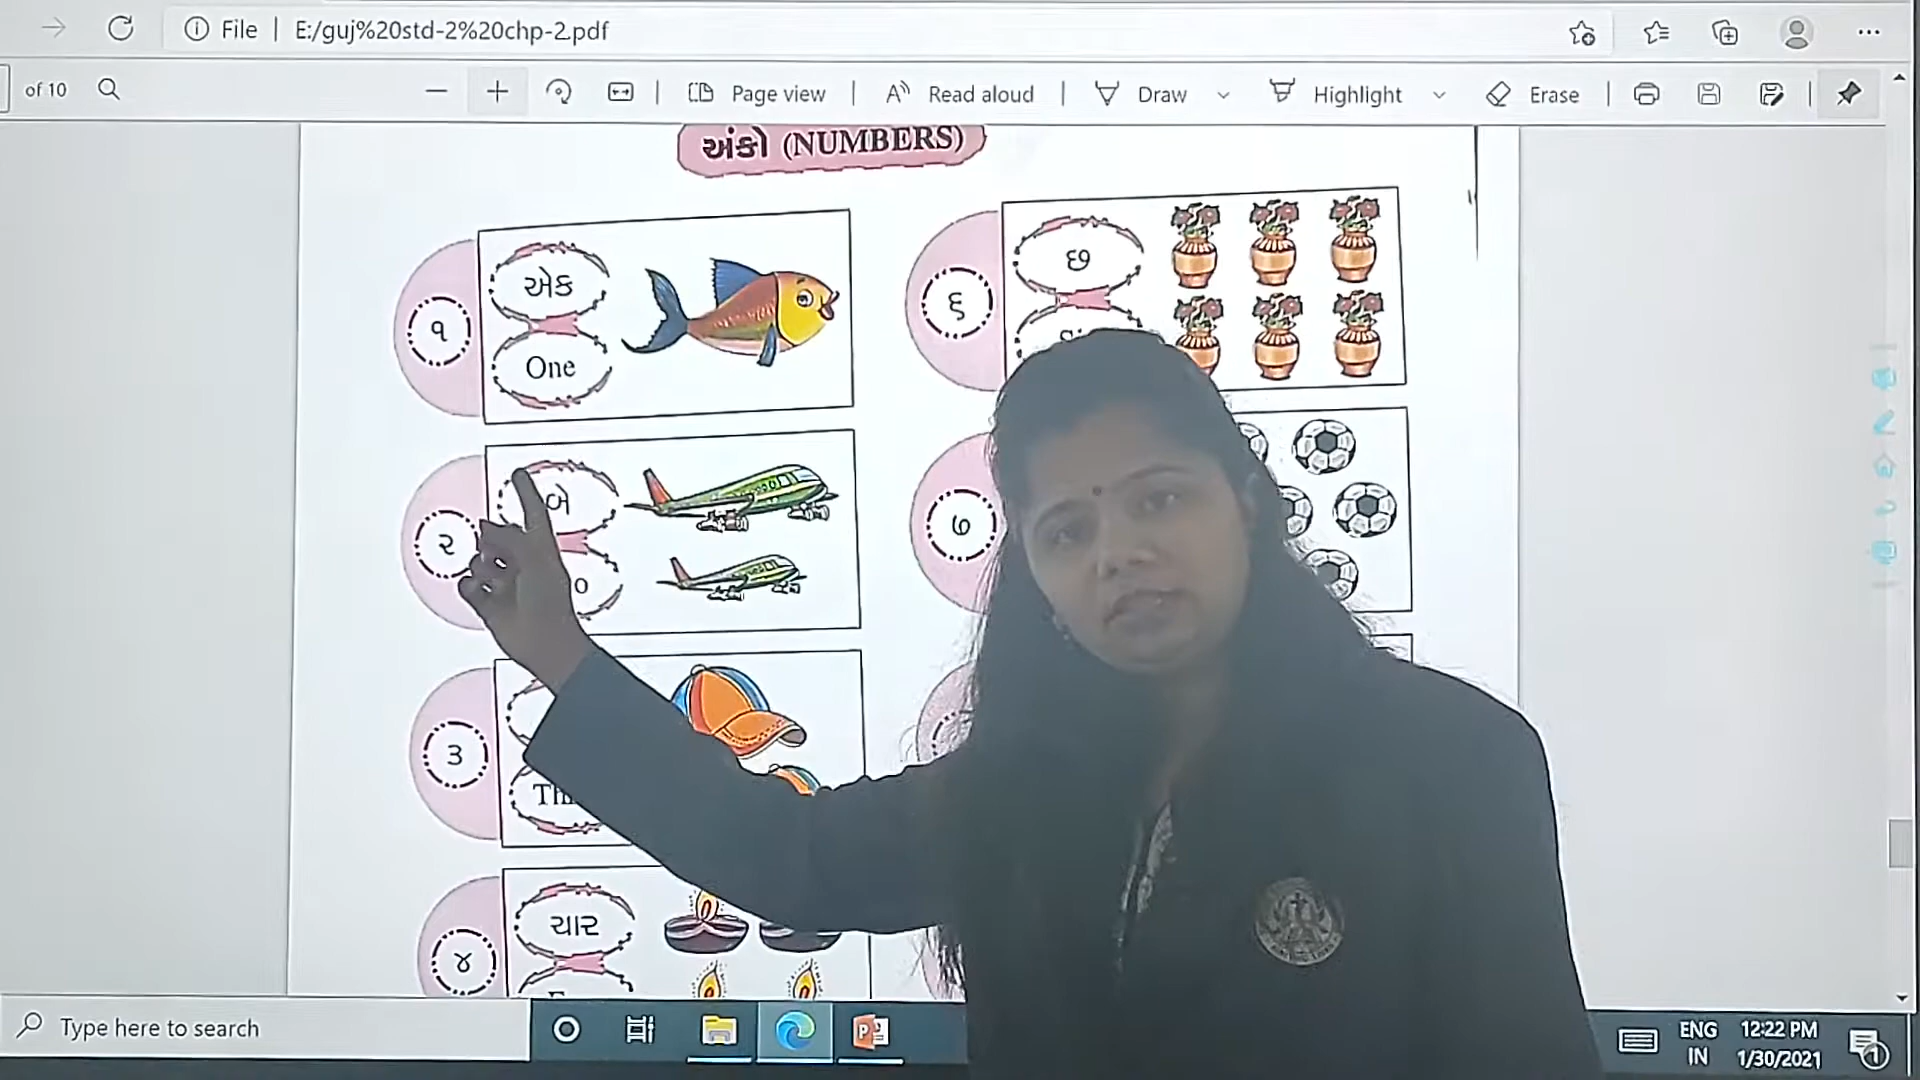 File | E:/guj%20std-2%20chp-2.pdf
of 10
Page view
Read aloud
Draw
Highlight
Erase
અંકો (NUMBERS)
૧
એક
One
૨
બે
૩
૪
ચાર
૬
છ
૭
Type here to search
ENG
IN
12:22 PM
1/30/2021